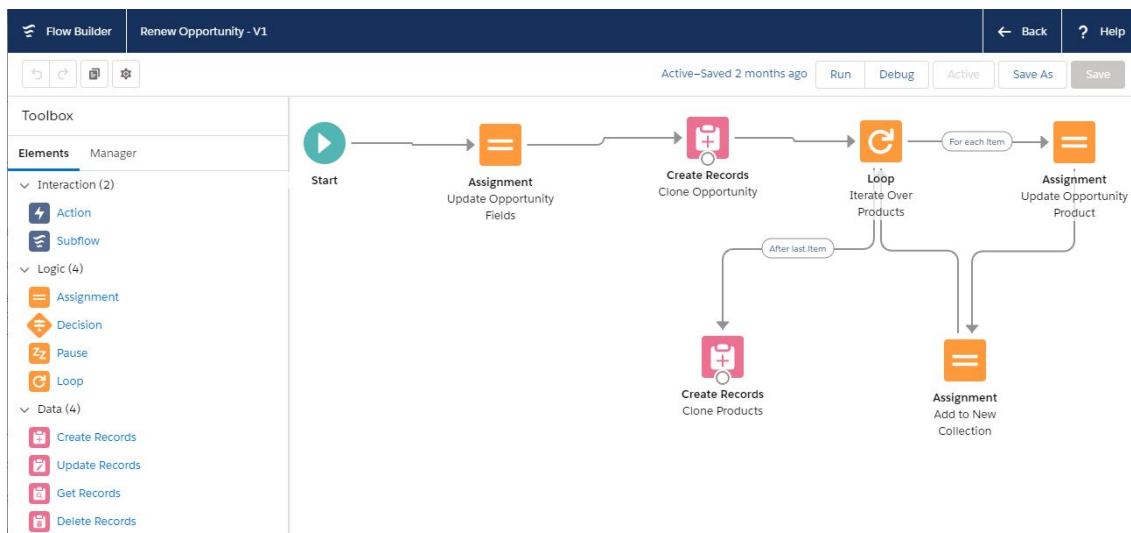 Flow Builder
Renew Opportunity - V1
Back
? Help
Active–Saved 2 months ago
Run
Debug
Active
Save As
Save
Toolbox
Elements
Manager
Interaction (2)
Action
Subflow
Logic (4)
Assignment
Decision
Pause
Loop
Data (4)
Create Records
Update Records
Get Records
Delete Records
Start
Assignment
Update Opportunity
Fields
Create Records
Clone Opportunity
Loop
Iterate Over
Products
For each Item
Assignment
Update Opportunity
Product
After last Item
Create Records
Clone Products
Assignment
Add to New
Collection